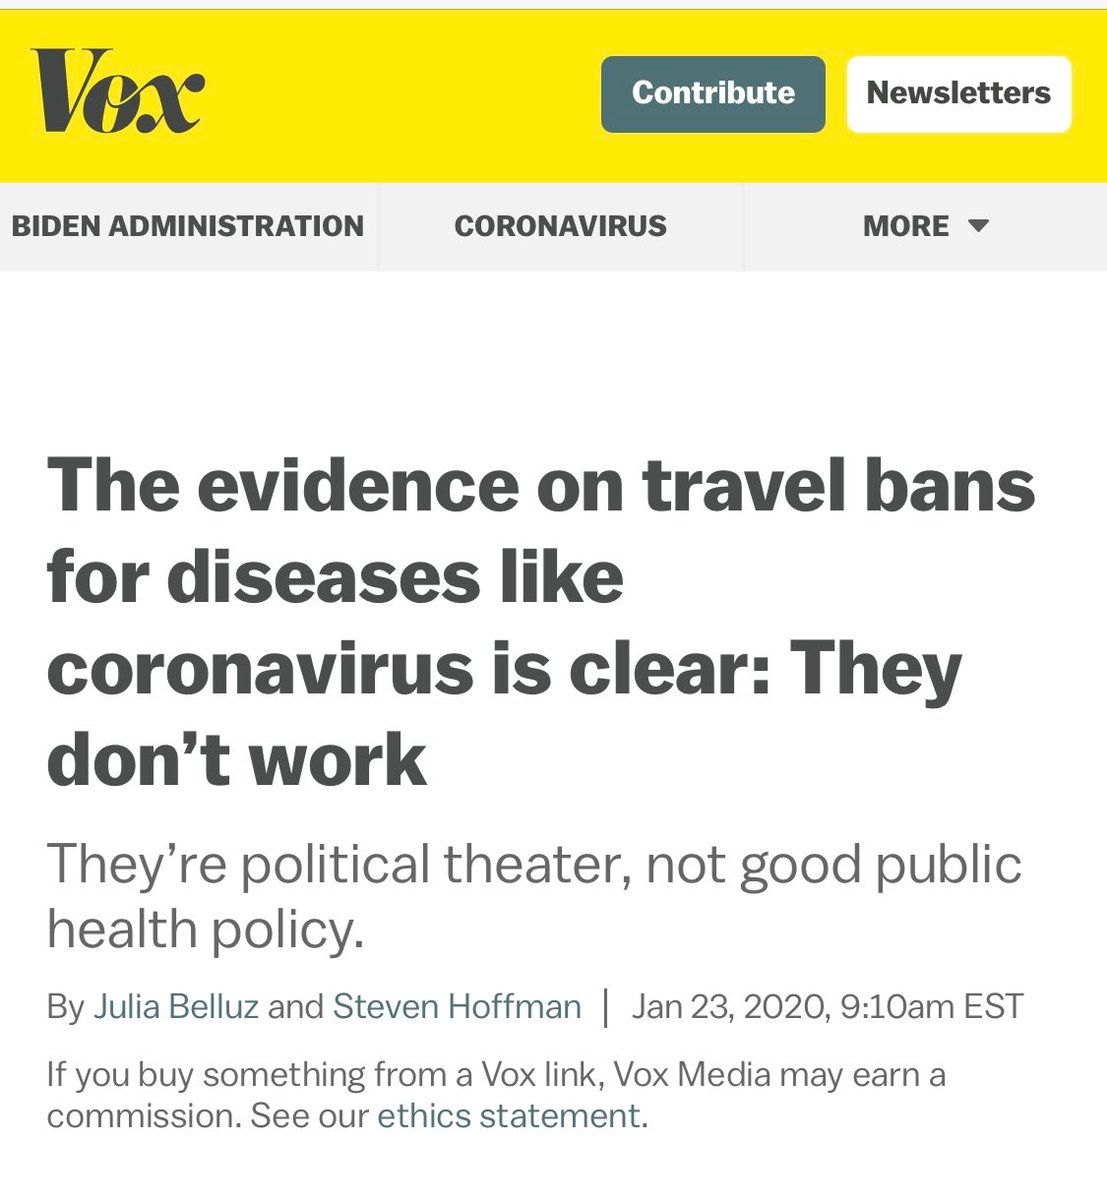 Vox
Contribute
Newsletters
BIDEN ADMINISTRATION
CORONAVIRUS
MORE
The evidence on travel bans
for diseases like
coronavirus is clear: They
don’t work
They’re political theater, not good public
health policy.
By Julia Belluz and Steven Hoffman | Jan 23, 2020, 9:10am EST
If you buy something from a Vox link, Vox Media may earn a
commission. See our ethics statement.